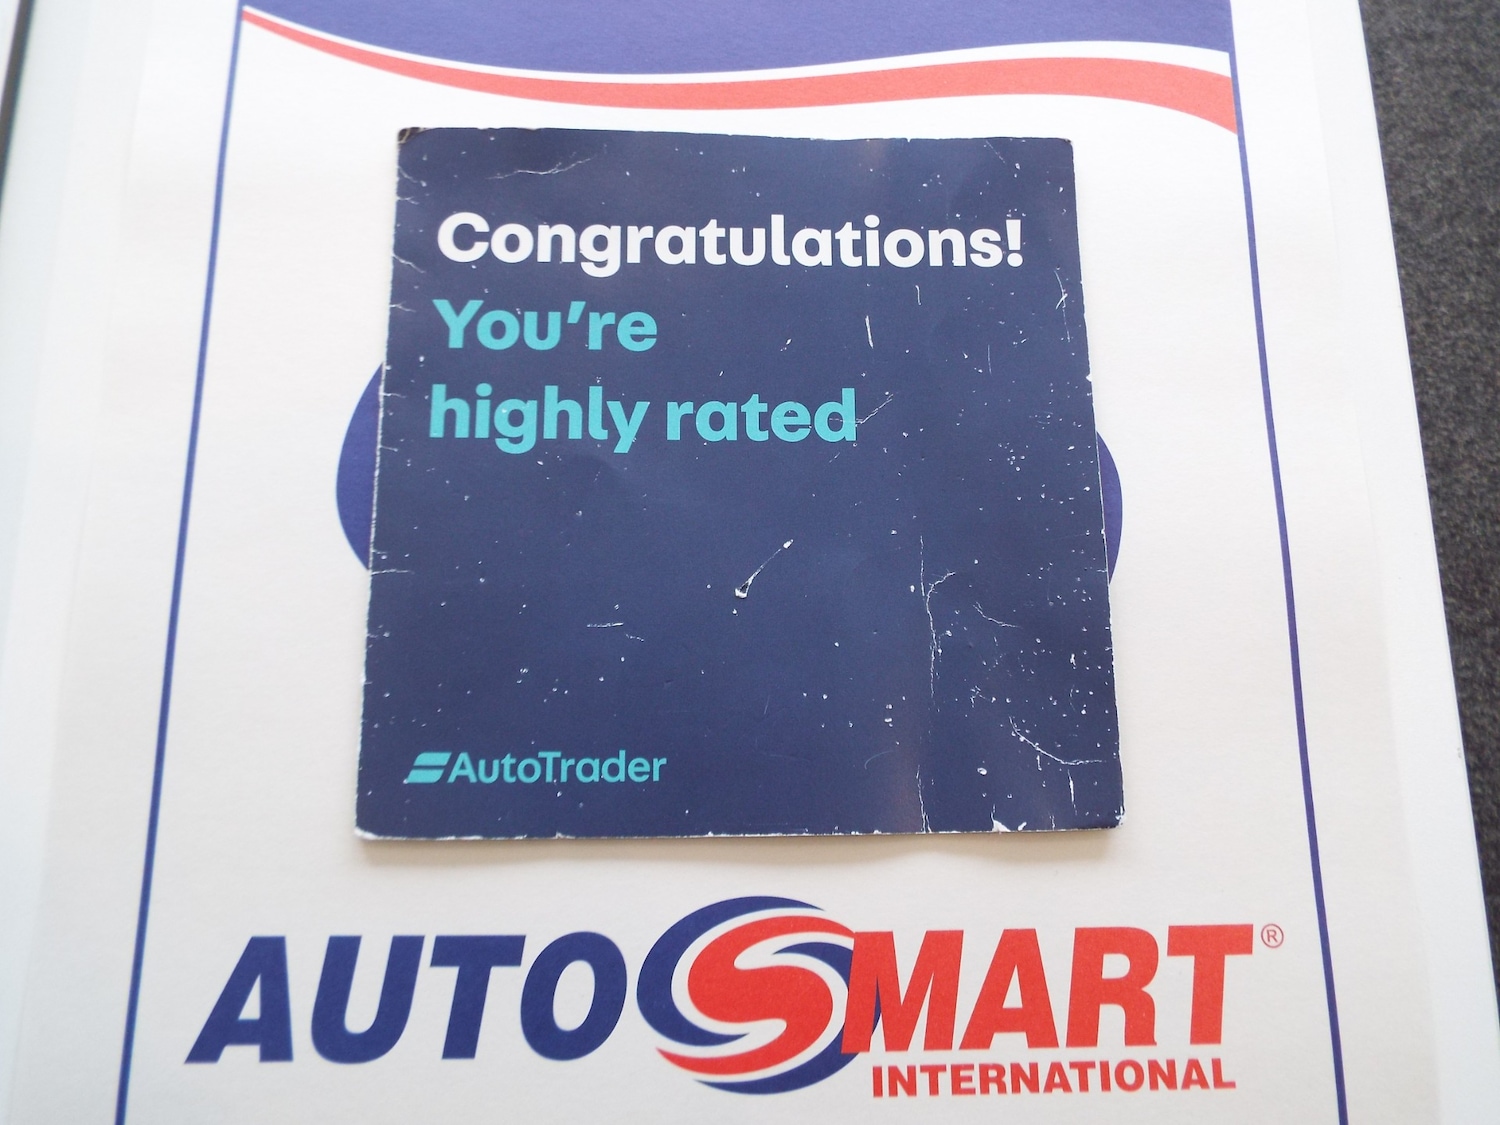 Congratulations!
You're
highly rated
AutoTrader
AUTOSMART®
INTERNATIONAL